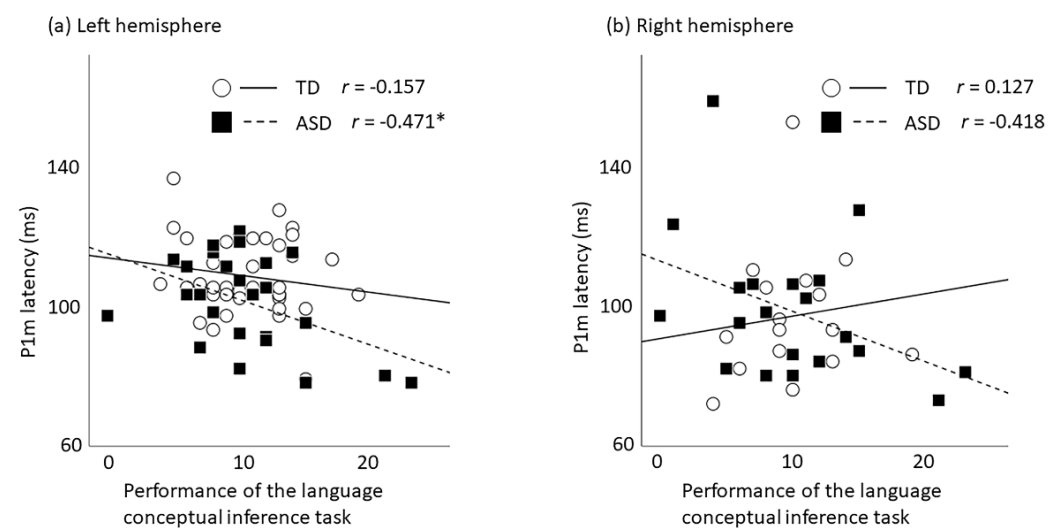 (a) Left hemisphere
TD r = -0.157
ASD r = -0.471*
140
100
60
P1m latency (ms)
0 10 20
Performance of the language
conceptual inference task
(b) Right hemisphere
TD r = 0.127
ASD r = -0.418
140
100
60
P1m latency (ms)
0 10 20
Performance of the language
conceptual inference task